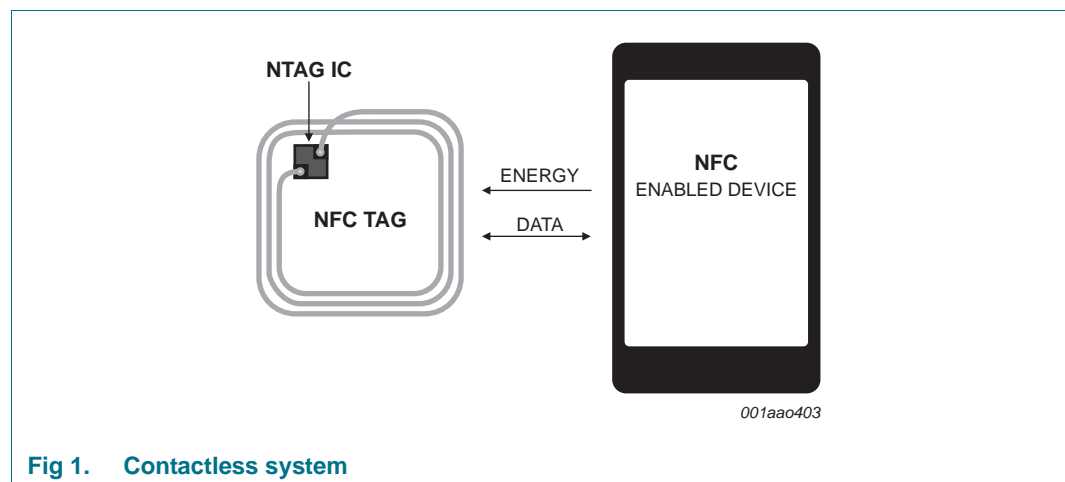 NTAG IC
NFC TAG
ENERGY
DATA
NFC
ENABLED DEVICE
001aao403
Fig 1. Contactless system